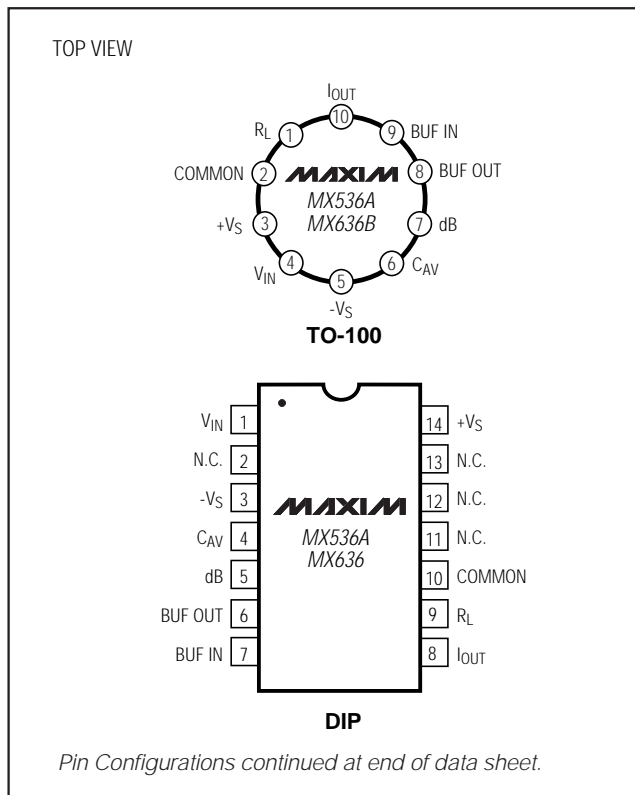 TOP VIEW
IOUT
10
RL 1 9 BUF IN
COMMON 2 MAXIM 8 BUF OUT
MX536A
MX636B
+VS 3 7 dB
VIN 4 6 CAV
5
-VS
TO-100
VIN 1 14 +VS
N.C. 2 13 N.C.
-VS 3 MAXIM 12 N.C.
CAV 4 MX536A 11 N.C.
MX636
dB 5 10 COMMON
BUF OUT 6 9 RL
BUF IN 7 8 IOUT
DIP
Pin Configurations continued at end of data sheet.